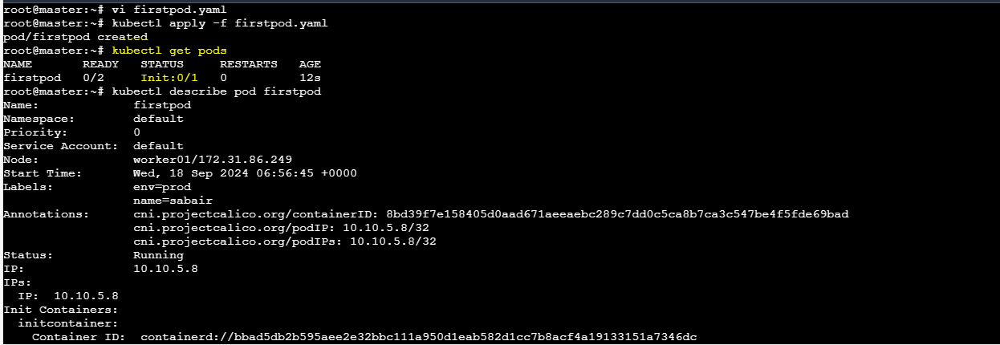 root@master:~# vi firstpod.yaml
root@master:~# kubectl apply -f firstpod.yaml
pod/firstpod created
root@master:~# kubectl get pods
NAME       READY   STATUS     RESTARTS   AGE
firstpod   0/2     Init:0/1   0          12s
root@master:~# kubectl describe pod firstpod
Name:             firstpod
Namespace:        default
Priority:         0
Service Account:  default
Node:             worker01/172.31.86.249
Start Time:       Wed, 18 Sep 2024 06:56:45 +0000
Labels:           env=prod
                  name=sabair
Annotations:      cni.projectcalico.org/containerID: 8bd39f7e158405d0aad671aeeaebc289c7dd0c5ca8b7ca3c547be4f5fde69bad
                  cni.projectcalico.org/podIP: 10.10.5.8/32
                  cni.projectcalico.org/podIPs: 10.10.5.8/32
Status:           Running
IP:               10.10.5.8
IPs:
  IP:  10.10.5.8
Init Containers:
  initcontainer:
    Container ID:  containerd://bbad5db2b595aee2e32bbc111a950d1eab582d1cc7b8acf4a19133151a7346dc